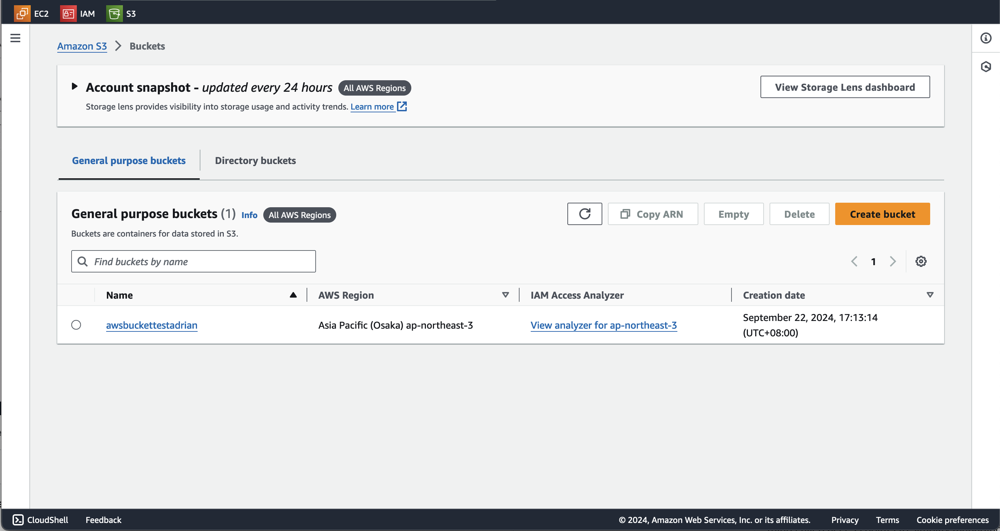 EC2 IAM S3
Amazon S3 Buckets
Account snapshot - updated every 24 hours All AWS Regions
View Storage Lens dashboard
Storage lens provides visibility into storage usage and activity trends. Learn more
General purpose buckets Directory buckets
General purpose buckets (1) Info All AWS Regions
Copy ARN Empty Delete Create bucket
Buckets are containers for data stored in S3.
Find buckets by name
1
Name AWS Region IAM Access Analyzer Creation date
awsbuckettestadrian Asia Pacific (Osaka) ap-northeast-3 View analyzer for ap-northeast-3 September 22, 2024, 17:13:14
(UTC+08:00)
CloudShell Feedback © 2024, Amazon Web Services, Inc. or its affiliates. Privacy Terms Cookie preferences